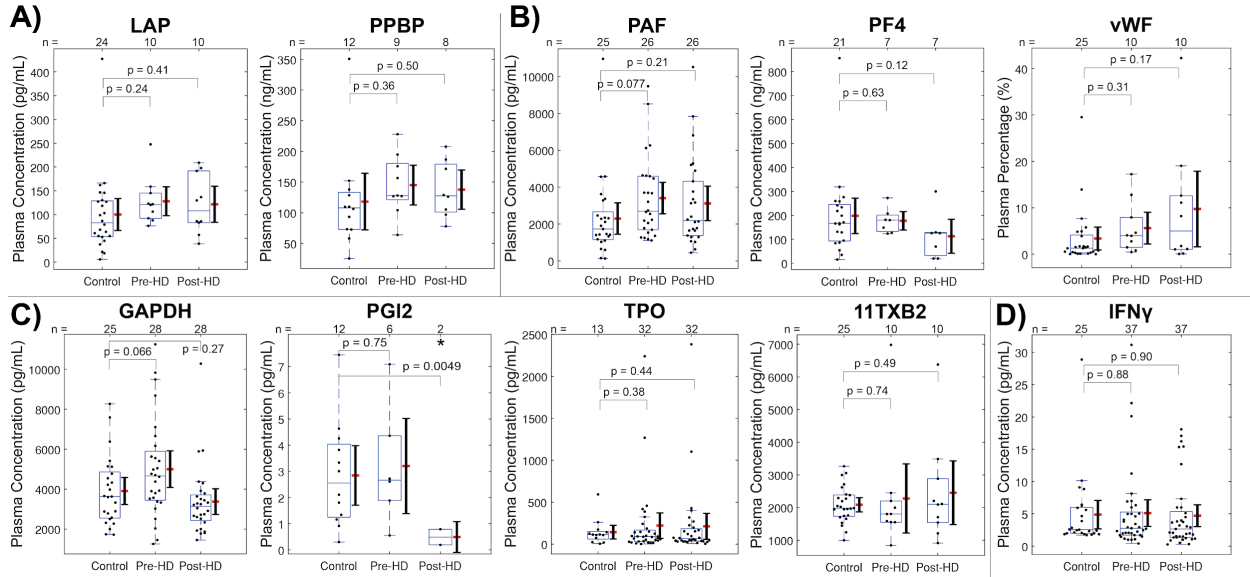 A)
LAP
n =
24
10
10
Plasma Concentration (pg/mL)
400
350
300
250
200
150
100
50
0
p = 0.41
p = 0.24
Control
Pre-HD
Post-HD
PPBP
n =
12
9
8
Plasma Concentration (ng/mL)
350
300
250
200
150
100
50
p = 0.50
p = 0.36
Control
Pre-HD
Post-HD
B)
PAF
n =
25
26
26
Plasma Concentration (pg/mL)
10000
8000
6000
4000
2000
0
p = 0.21
p = 0.077
Control
Pre-HD
Post-HD
PF4
n =
21
7
7
Plasma Concentration (ng/mL)
900
800
700
600
500
400
300
200
100
0
p = 0.12
p = 0.63
Control
Pre-HD
Post-HD
vWF
n =
25
10
10
Plasma Percentage (%)
40
30
20
10
0
p = 0.17
p = 0.31
Control
Pre-HD
Post-HD
C)
GAPDH
n =
25
28
28
Plasma Concentration (pg/mL)
10000
8000
6000
4000
2000
p = 0.066
p = 0.27
Control
Pre-HD
Post-HD
PGI2
n =
12
6
2
*
Plasma Concentration (pg/mL)
7
6
5
4
3
2
1
0
p = 0.75
p = 0.0049
Control
Pre-HD
Post-HD
TPO
n =
13
32
32
Plasma Concentration (pg/mL)
2500
2000
1500
1000
500
0
p = 0.44
p = 0.38
Control
Pre-HD
Post-HD
11TXB2
n =
25
10
10
Plasma Concentration (pg/mL)
7000
6000
5000
4000
3000
2000
1000
p = 0.49
p = 0.74
Control
Pre-HD
Post-HD
D)
IFNγ
n =
25
37
37
Plasma Concentration (pg/mL)
30
25
20
15
10
5
0
p = 0.90
p = 0.88
Control
Pre-HD
Post-HD